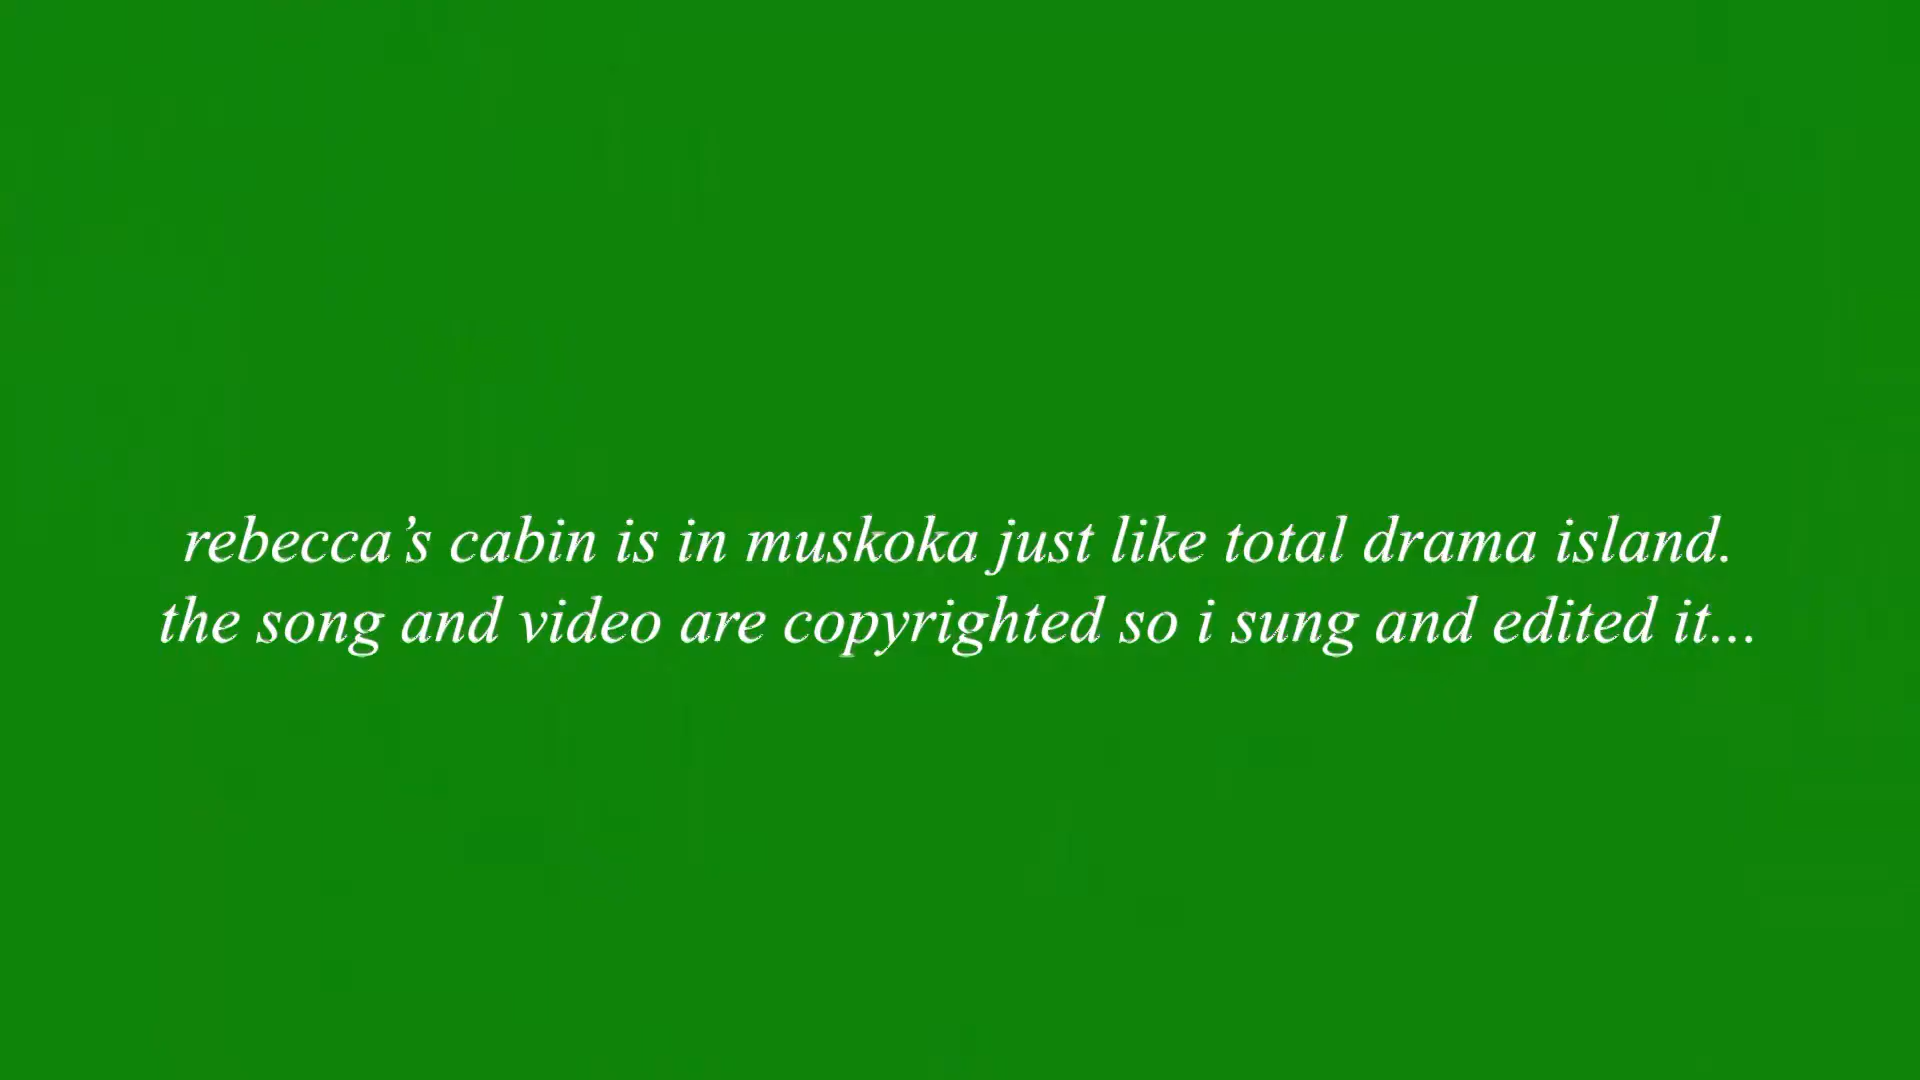 rebecca’s cabin is in muskoka just like total drama island.
the song and video are copyrighted so i sung and edited it...